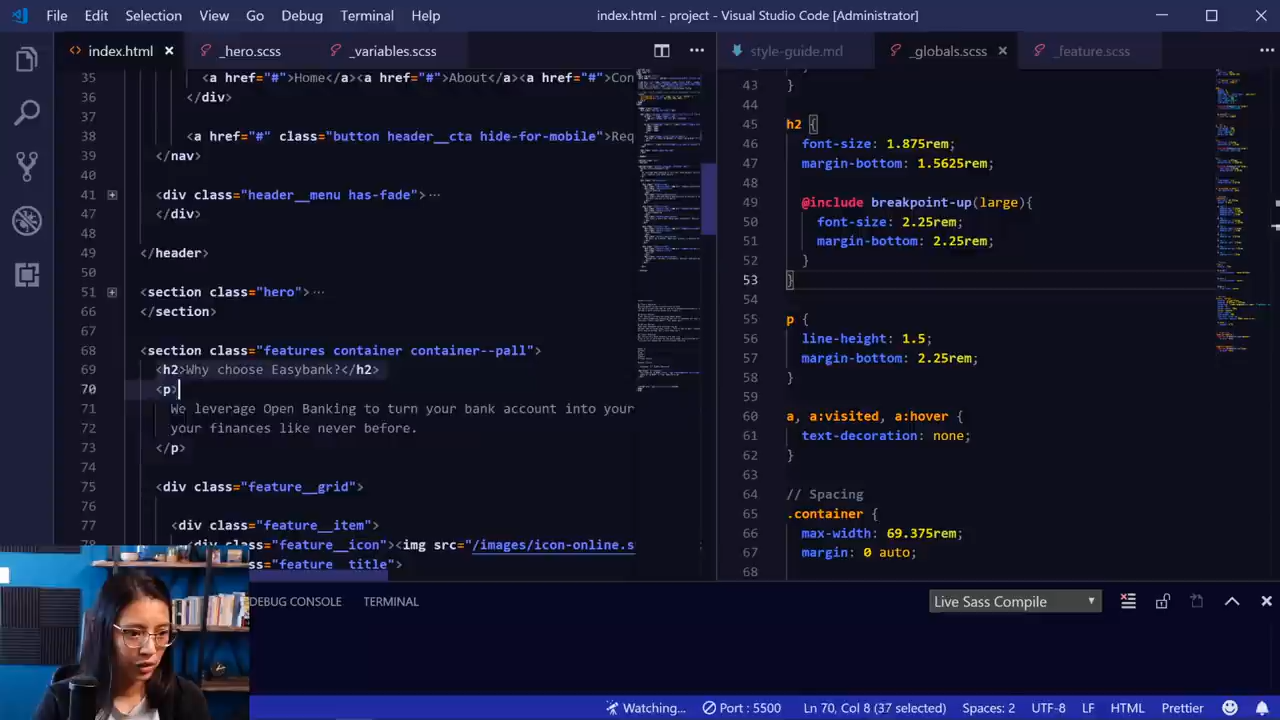 File Edit Selection View Go Debug Terminal Help index.html - project - Visual Studio Code [Administrator]
<> index.html × _hero.scss _variables.scss ···
35 <a href="#">Home</a><a href="#">About</a><a href="#">Con
36 </div>
37
38 <a href="#" class="button header__cta hide-for-mobile">Req
39 </nav>
40
41 <div class="header__menu has-fade">···
47 </div>
48
49 </header>
50
51 <section class="hero">···
66 </section>
67
68 <section class="features container container--pall">
69 <h2>Why choose Easybank?</h2>
70 <p>
71 We leverage Open Banking to turn your bank account into your
72 your finances like never before.
73 </p>
74
75 <div class="feature__grid">
76
77 <div class="feature__item">
78 <div class="feature__icon"><img src="/images/icon-online.s
class="feature__title">
style-guide.md _globals.scss × _feature.scss ···
43 }
44
45 h2 {
46 font-size: 1.875rem;
47 margin-bottom: 1.5625rem;
48
49 @include breakpoint-up(large){
50 font-size: 2.25rem;
51 margin-bottom: 2.25rem;
52 }
53 }
54
55 p {
56 line-height: 1.5;
57 margin-bottom: 2.25rem;
58 }
59
60 a, a:visited, a:hover {
61 text-decoration: none;
62 }
63
64 // Spacing
65 .container {
66 max-width: 69.375rem;
67 margin: 0 auto;
68
DEBUG CONSOLE TERMINAL Live Sass Compile
Watching... Port : 5500 Ln 70, Col 8 (37 selected) Spaces: 2 UTF-8 LF HTML Prettier